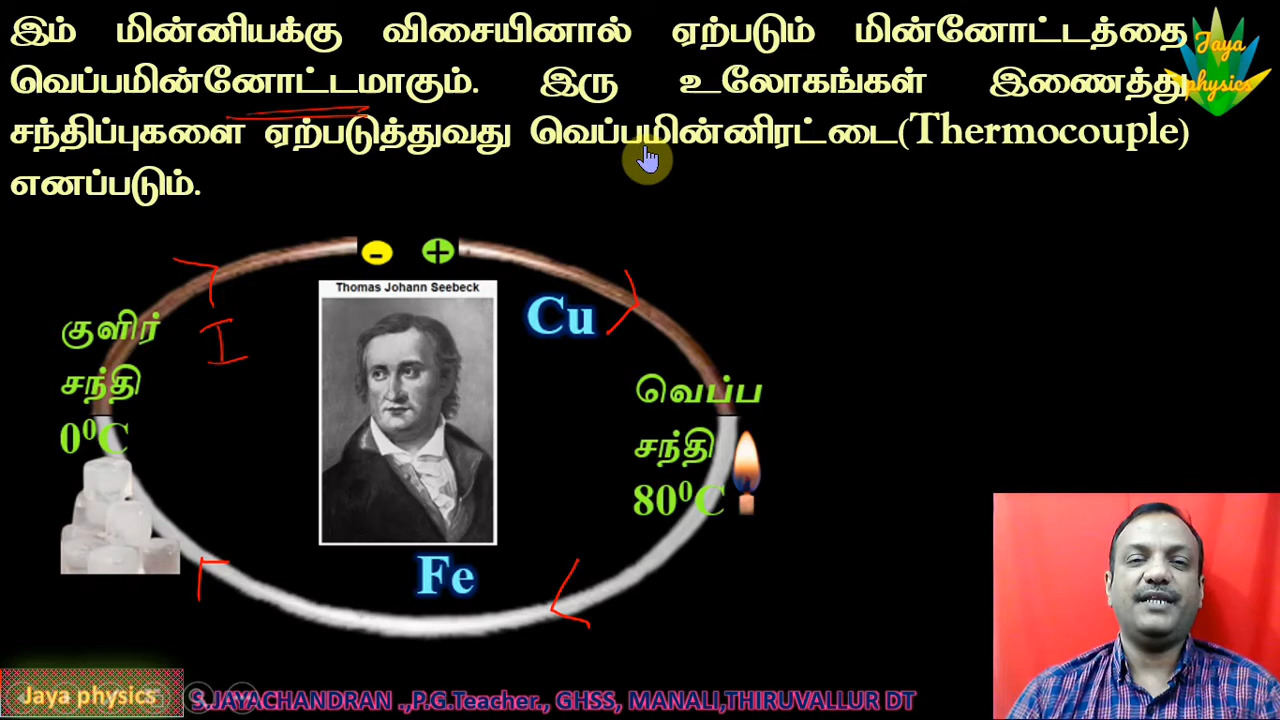 இம் மின்னியக்கு விசையினால் ஏற்படும் மின்னோட்டத்தை
வெப்பமின்னோட்டமாகும். இரு உலோகங்கள் இணைத்து
சந்திப்புகளை ஏற்படுத்துவது வெப்பமின்னிரட்டை(Thermocouple)
எனப்படும்.
Jaya
physics
- +
Thomas Johann Seebeck
Cu
குளிர்
சந்தி
0⁰C
I
வெப்ப
சந்தி
80⁰C
Fe
Jaya physics
S.JAYACHANDRAN .,P.G.Teacher., GHSS, MANALI,THIRUVALLUR DT